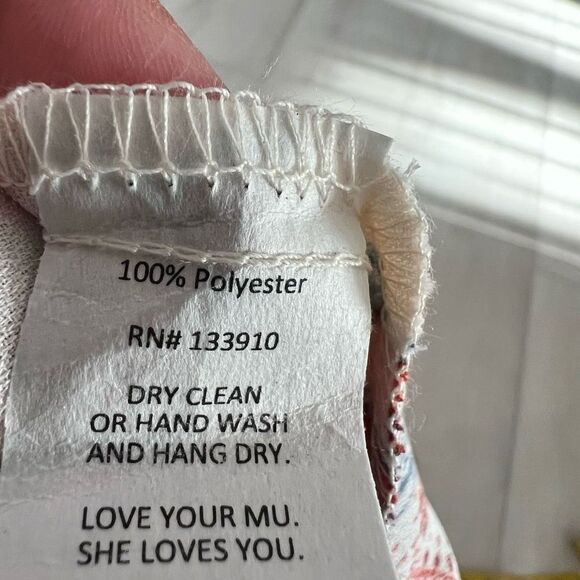 100% Polyester
RN# 133910
DRY CLEAN
OR HAND WASH
AND HANG DRY.
LOVE YOUR MU.
SHE LOVES YOU.